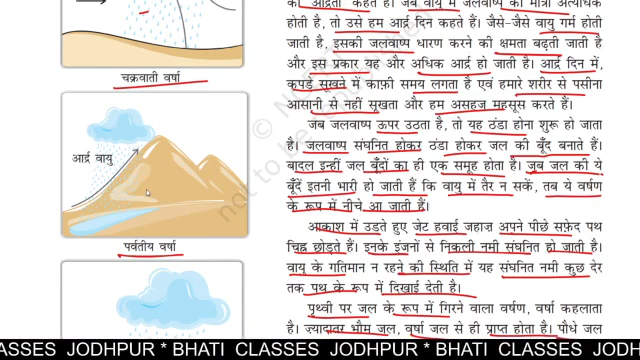 की आर्द्रता कहते हैं। जब वायु में जलवाष्प की मात्रा अत्यधिक
होती है, तो उसे हम आर्द्र दिन कहते हैं। जैसे-जैसे वायु गर्म होती
जाती है, इसकी जलवाष्प धारण करने की क्षमता बढ़ती जाती है
और इस प्रकार यह और अधिक आर्द्र हो जाती है। आर्द्र दिन में,
कपड़े सूखने में काफ़ी समय लगता है एवं हमारे शरीर से पसीना
आसानी से नहीं सूखता और हम असहज महसूस करते हैं।
जब जलवाष्प ऊपर उठता है, तो यह ठंडा होना शुरू हो जाता
है। जलवाष्प संघनित होकर ठंडा होकर जल की बूँद बनाते हैं।
बादल इन्हीं जल बूँदों का ही एक समूह होता है। जब जल की ये
बूँदें इतनी भारी हो जाती हैं कि वायु में तैर न सकें, तब ये वर्षण
के रूप में नीचे आ जाती हैं।
आकाश में उड़ते हुए जेट हवाई जहाज़ अपने पीछे सफ़ेद पथ
चिह्न छोड़ते हैं। इनके इंजनों से निकली नमी संघनित हो जाती है।
वायु के गतिमान न रहने की स्थिति में यह संघनित नमी कुछ देर
तक पथ के रूप में दिखाई देती है।
पृथ्वी पर जल के रूप में गिरने वाला वर्षण, वर्षा कहलाता
है। ज़्यादातर भौम जल, वर्षा जल से ही प्राप्त होता है। पौधे जल
चक्रवाती वर्षा
आर्द्र वायु
पर्वतीय वर्षा
not to be
LASSES JODHPUR * BHATI CLASSES JODHPUR * BHATI CL